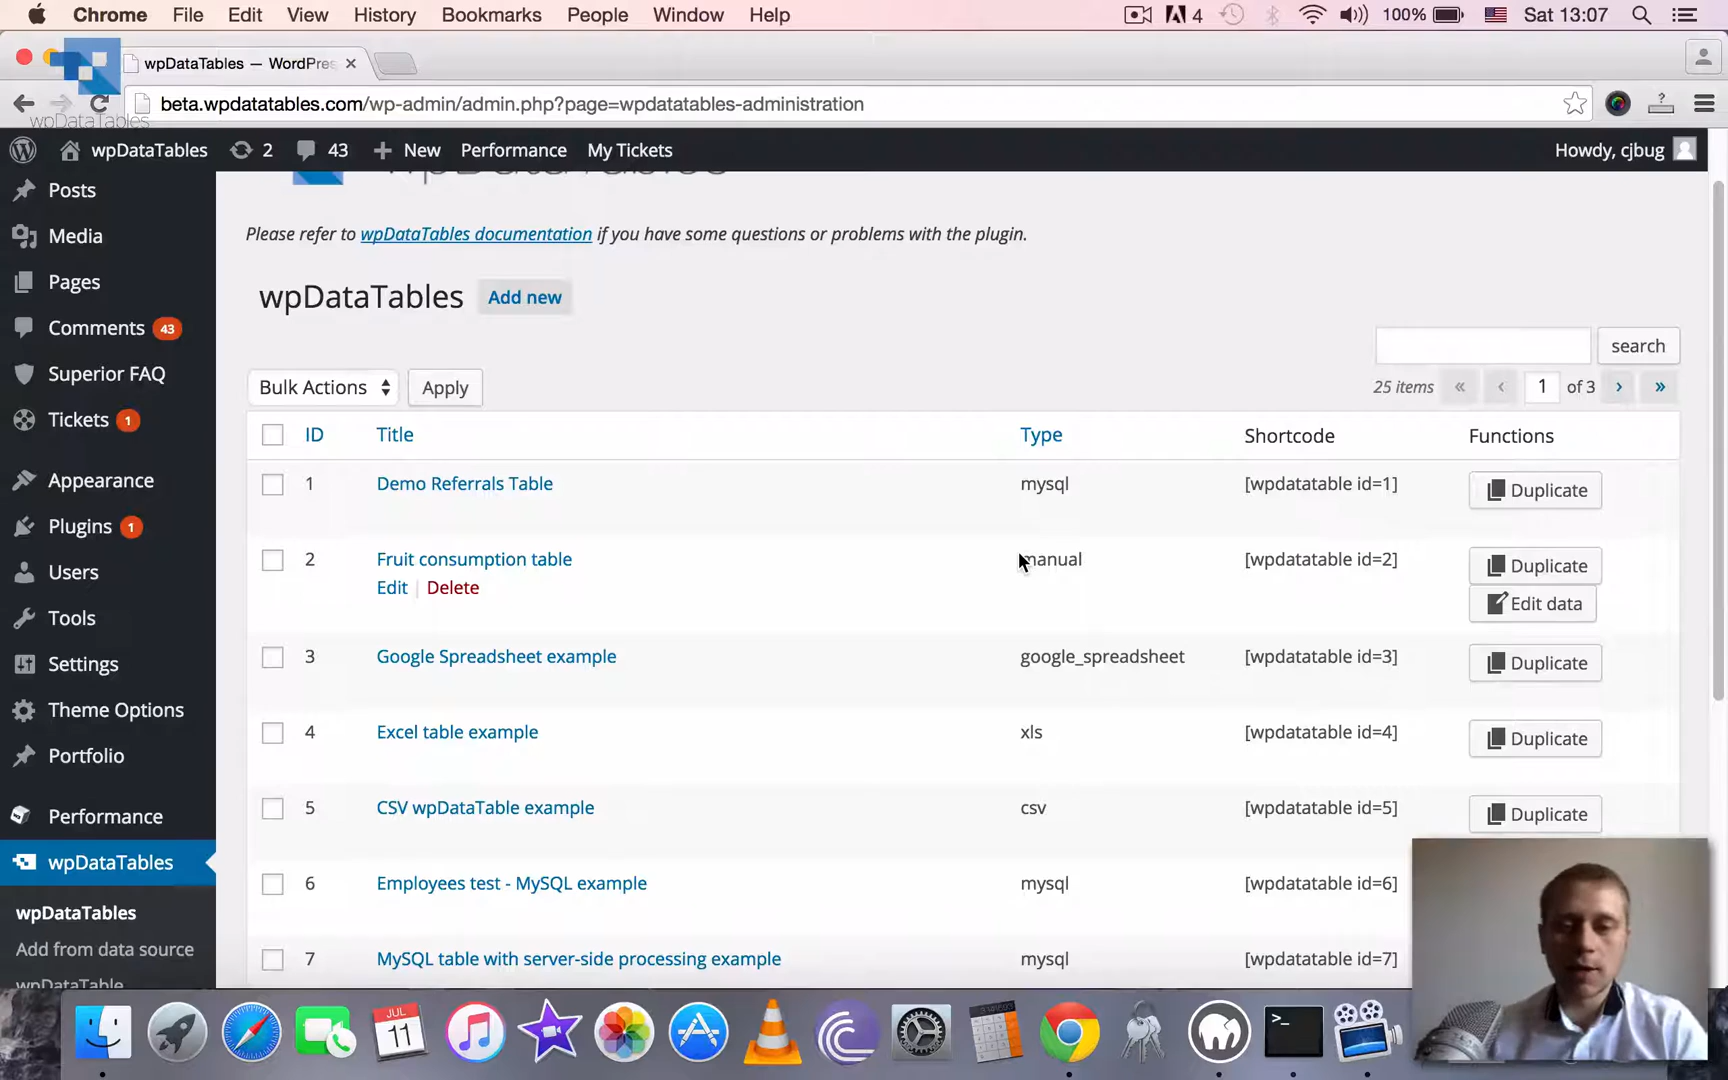 Chrome File Edit View History Bookmarks People Window Help 4 100% Sat 13:07
wpDataTables — WordPres
beta.wpdatatables.com/wp-admin/admin.php?page=wpdatatables-administration
wpDataTables
wpDataTables 2 43 New Performance My Tickets Howdy, cjbug
wpDataTables
Posts
Media
Pages
Comments 43
Superior FAQ
Tickets 1
Appearance
Plugins 1
Users
Tools
Settings
Theme Options
Portfolio
Performance
wpDataTables
wpDataTables
Add from data source
wpDataTable
Please refer to wpDataTables documentation if you have some questions or problems with the plugin.
wpDataTables Add new
search
Bulk Actions Apply 25 items « ‹ 1 of 3 › »
ID Title Type Shortcode Functions
1 Demo Referrals Table mysql [wpdatatable id=1] Duplicate
2 Fruit consumption table manual [wpdatatable id=2] Duplicate
Edit | Delete Edit data
3 Google Spreadsheet example google_spreadsheet [wpdatatable id=3] Duplicate
4 Excel table example xls [wpdatatable id=4] Duplicate
5 CSV wpDataTable example csv [wpdatatable id=5] Duplicate
6 Employees test - MySQL example mysql [wpdatatable id=6]
7 MySQL table with server-side processing example mysql [wpdatatable id=7]
JUL
11
>_